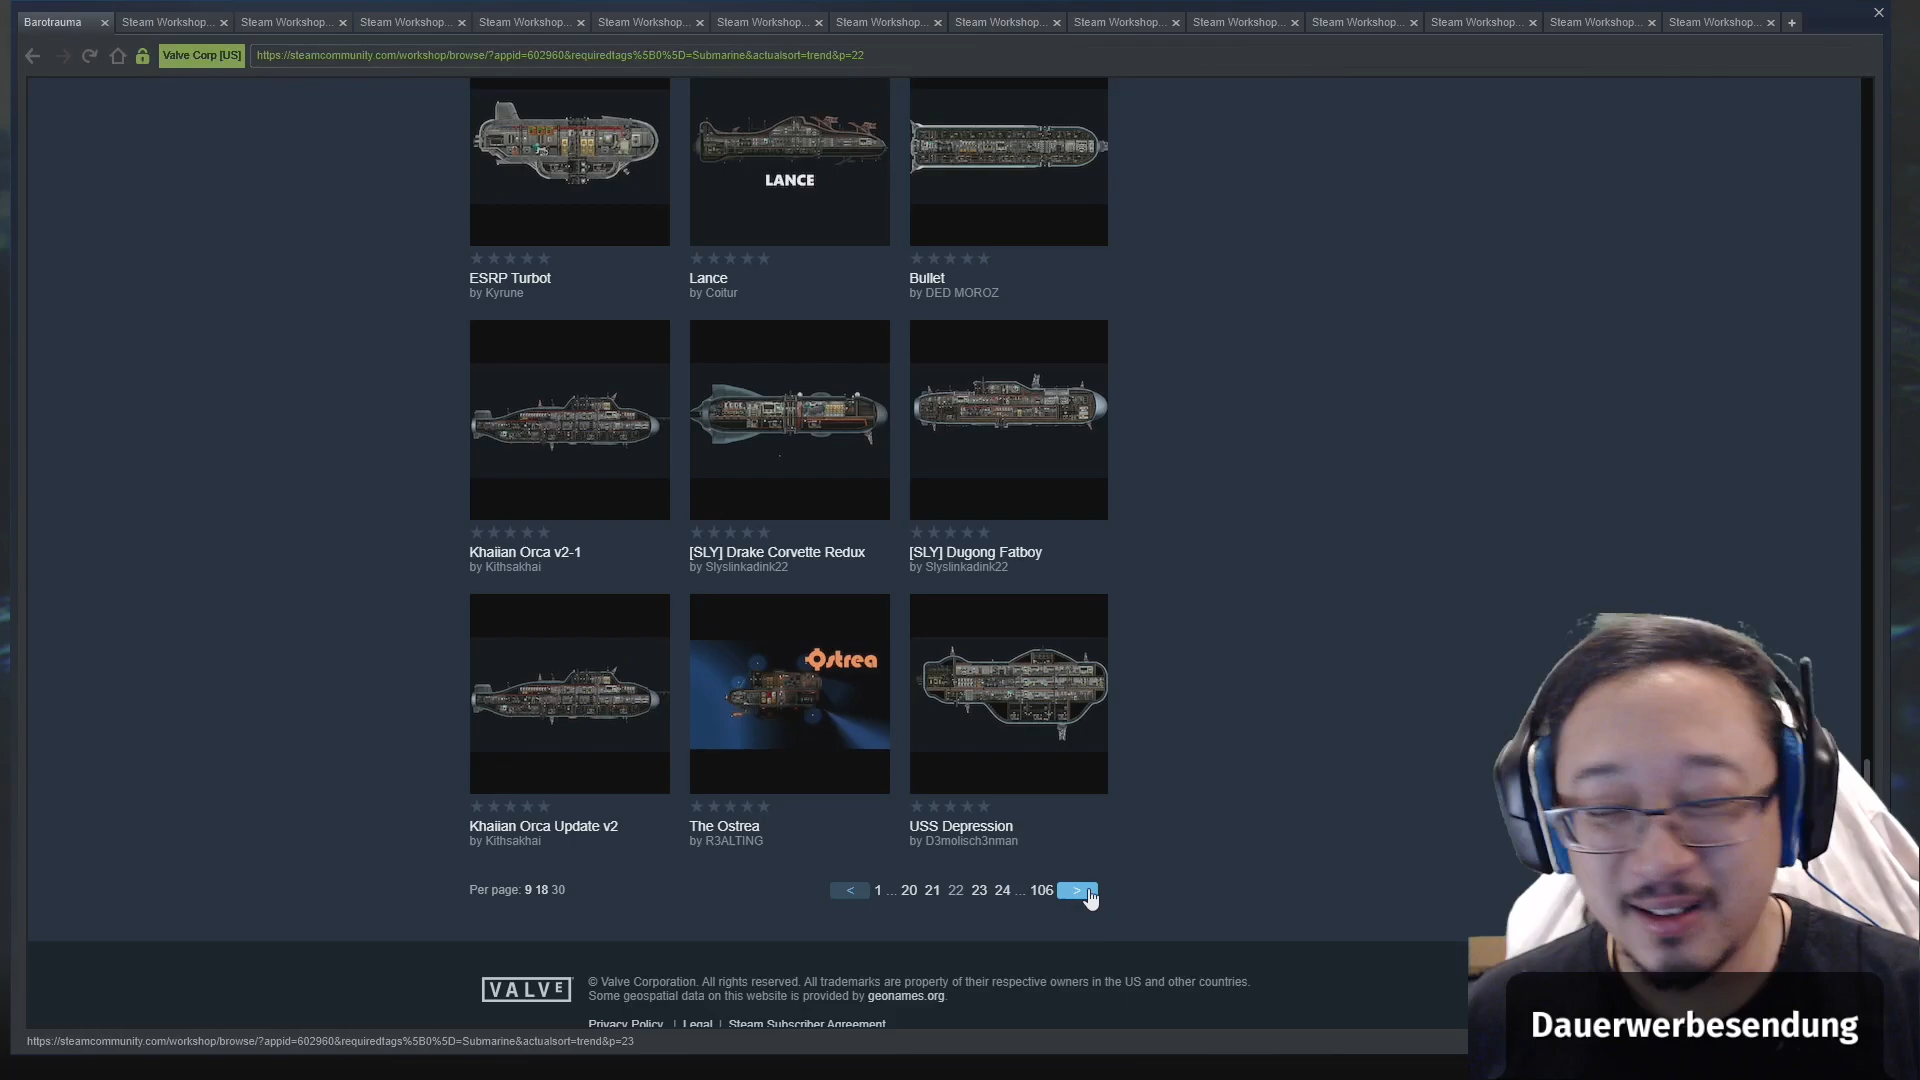 Barotrauma
Steam Workshop...
Steam Workshop...
Steam Workshop...
Steam Workshop...
Steam Workshop...
Steam Workshop...
Steam Workshop...
Steam Workshop...
Steam Workshop...
Steam Workshop...
Steam Workshop...
Steam Workshop...
Steam Workshop...
Steam Workshop...
Valve Corp [US]
https://steamcommunity.com/workshop/browse/?appid=602960&requiredtags%5B0%5D=Submarine&actualsort=trend&p=22
LANCE
ESRP Turbot
by Kyrune
Lance
by Coitur
Bullet
by DED MOROZ
Khaiian Orca v2-1
by Kithsakhai
[SLY] Drake Corvette Redux
by Slyslinkadink22
[SLY] Dugong Fatboy
by Slyslinkadink22
Ostrea
Khaiian Orca Update v2
by Kithsakhai
The Ostrea
by R3ALTING
USS Depression
by D3molisch3nman
Per page: 9 18 30
< 1 ... 20 21 22 23 24 ... 106 >
VALVE
© Valve Corporation. All rights reserved. All trademarks are property of their respective owners in the US and other countries.
Some geospatial data on this website is provided by geonames.org.
Privacy Policy | Legal | Steam Subscriber Agreement
https://steamcommunity.com/workshop/browse/?appid=602960&requiredtags%5B0%5D=Submarine&actualsort=trend&p=23
Dauerwerbesendung